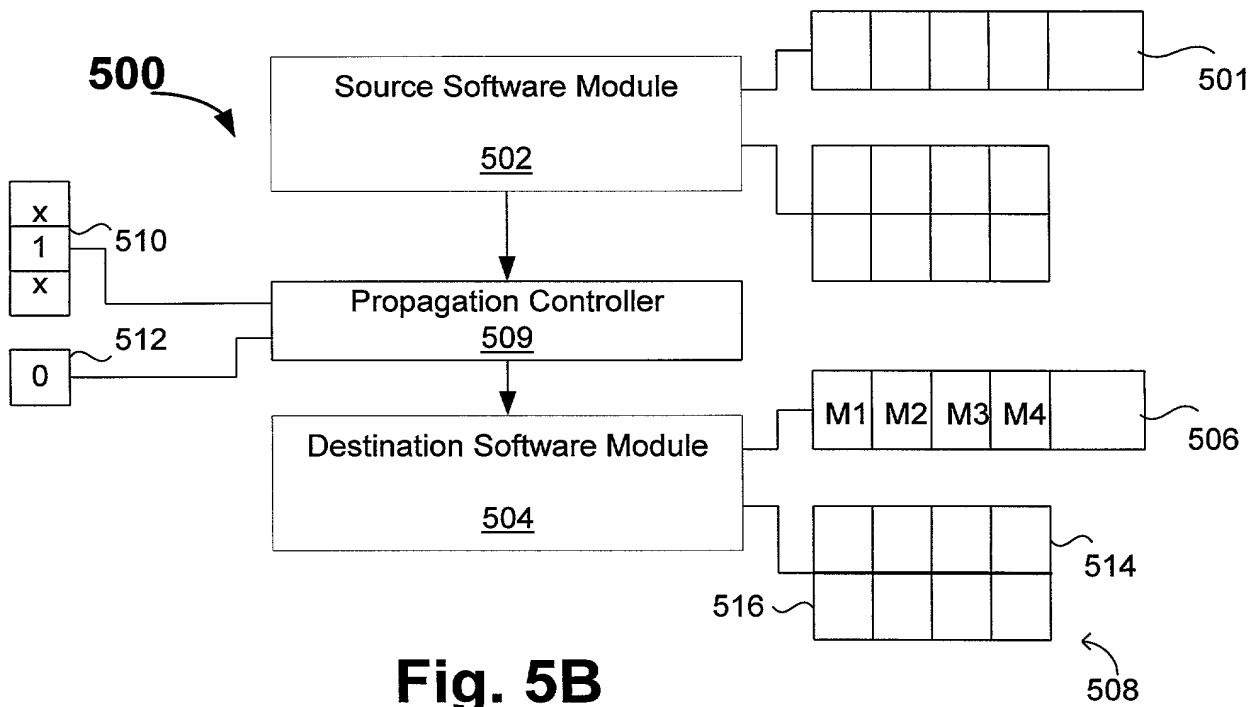 500
Source Software Module
502
501
x
1
x
510
Propagation Controller
509
512
0
M1 M2 M3 M4
506
Destination Software Module
504
514
516
508
Fig. 5B